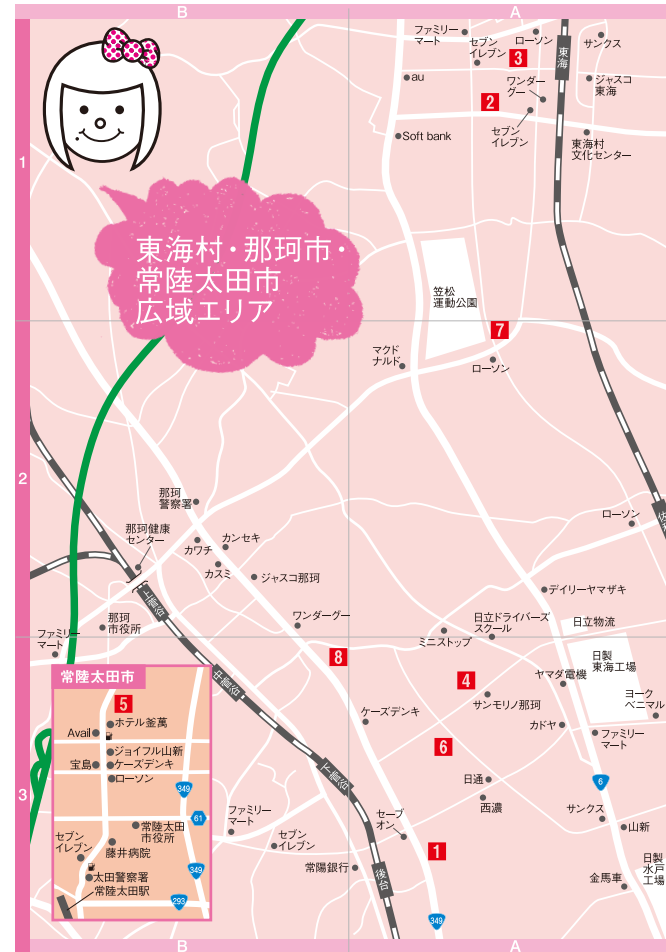 B
A
ファミリー
マート
セブン
イレブン
ローソン
サンクス
3
東海
au
ワンダー
グー
ジャスコ
東海
2
セブン
イレブン
Soft bank
東海村
文化センター
1
東海村・那珂市・
常陸太田市
広域エリア
笠松
運動公園
7
マクド
ナルド
ローソン
2
那珂
警察署
那珂健康
センター
カワチ
カンセキ
カスミ
ジャスコ那珂
上菅谷
ローソン
デイリーヤマザキ
那珂
市役所
ワンダーグー
日立ドライバーズ
スクール
日立物流
ミニストップ
ファミリー
マート
8
中菅谷
日製
東海工場
4
ヤマダ電機
サンモリノ那珂
ヨーク
ベニマル
ケーズデンキ
カドヤ
ファミリー
マート
6
下菅谷
日通
西濃
6
サンクス
山新
セーブ
オン
1
日製
水戸
工場
金馬車
常陽銀行
後台
349
ファミリー
マート
セブン
イレブン
3
常陸太田市
5
ホテル釜萬
Avail
ジョイフル山新
宝島
ケーズデンキ
ローソン
349
61
常陸太田
市役所
セブン
イレブン
藤井病院
太田警察署
349
常陸太田駅
293
B
A